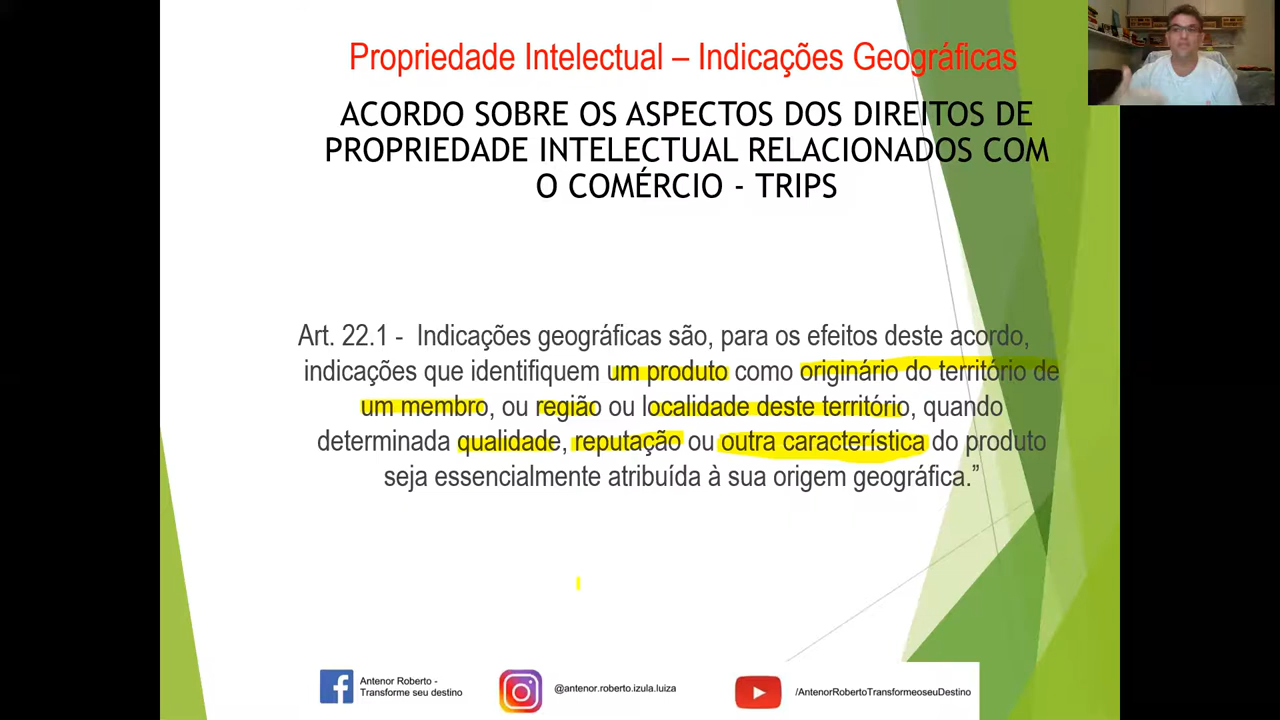 Propriedade Intelectual – Indicações Geográficas
ACORDO SOBRE OS ASPECTOS DOS DIREITOS DE
PROPRIEDADE INTELECTUAL RELACIONADOS COM
O COMÉRCIO - TRIPS
Art. 22.1 - Indicações geográficas são, para os efeitos deste acordo,
indicações que identifiquem um produto como originário do território de
um membro, ou região ou localidade deste território, quando
determinada qualidade, reputação ou outra característica do produto
seja essencialmente atribuída à sua origem geográfica.”
Antenor Roberto -
Transforme seu destino
@antenor.roberto.izula.luiza
/AntenorRobertoTransformeoseuDestino